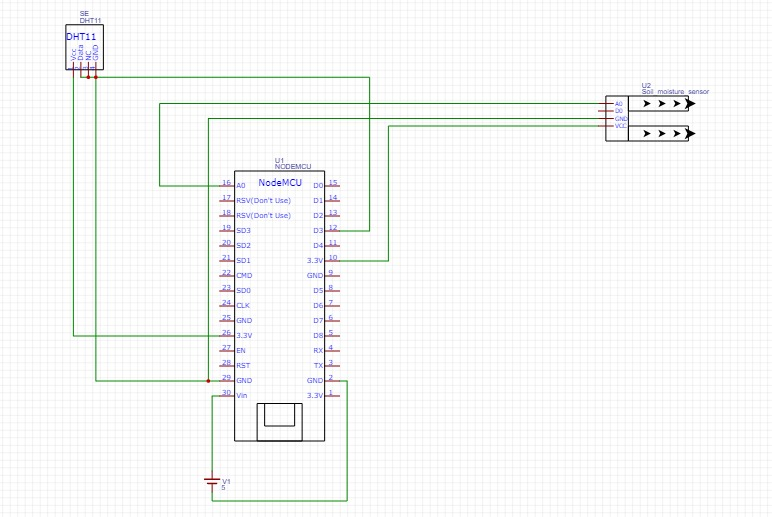 SE
DHT11
DHT11
Vcc
Data
NC
GND
U2
Soil_moisture_sensor
A0
D0
GND
VCC
U1
NODEMCU
NodeMCU
16 A0 D0 15
17 RSV(Don't Use) D1 14
18 RSV(Don't Use) D2 13
19 SD3 D3 12
20 SD2 D4 11
21 SD1 3.3V 10
22 CMD GND 9
23 SD0 D5 8
24 CLK D6 7
25 GND D7 6
26 3.3V D8 5
27 EN RX 4
28 RST TX 3
29 GND GND 2
30 Vin 3.3V 1
V1
5